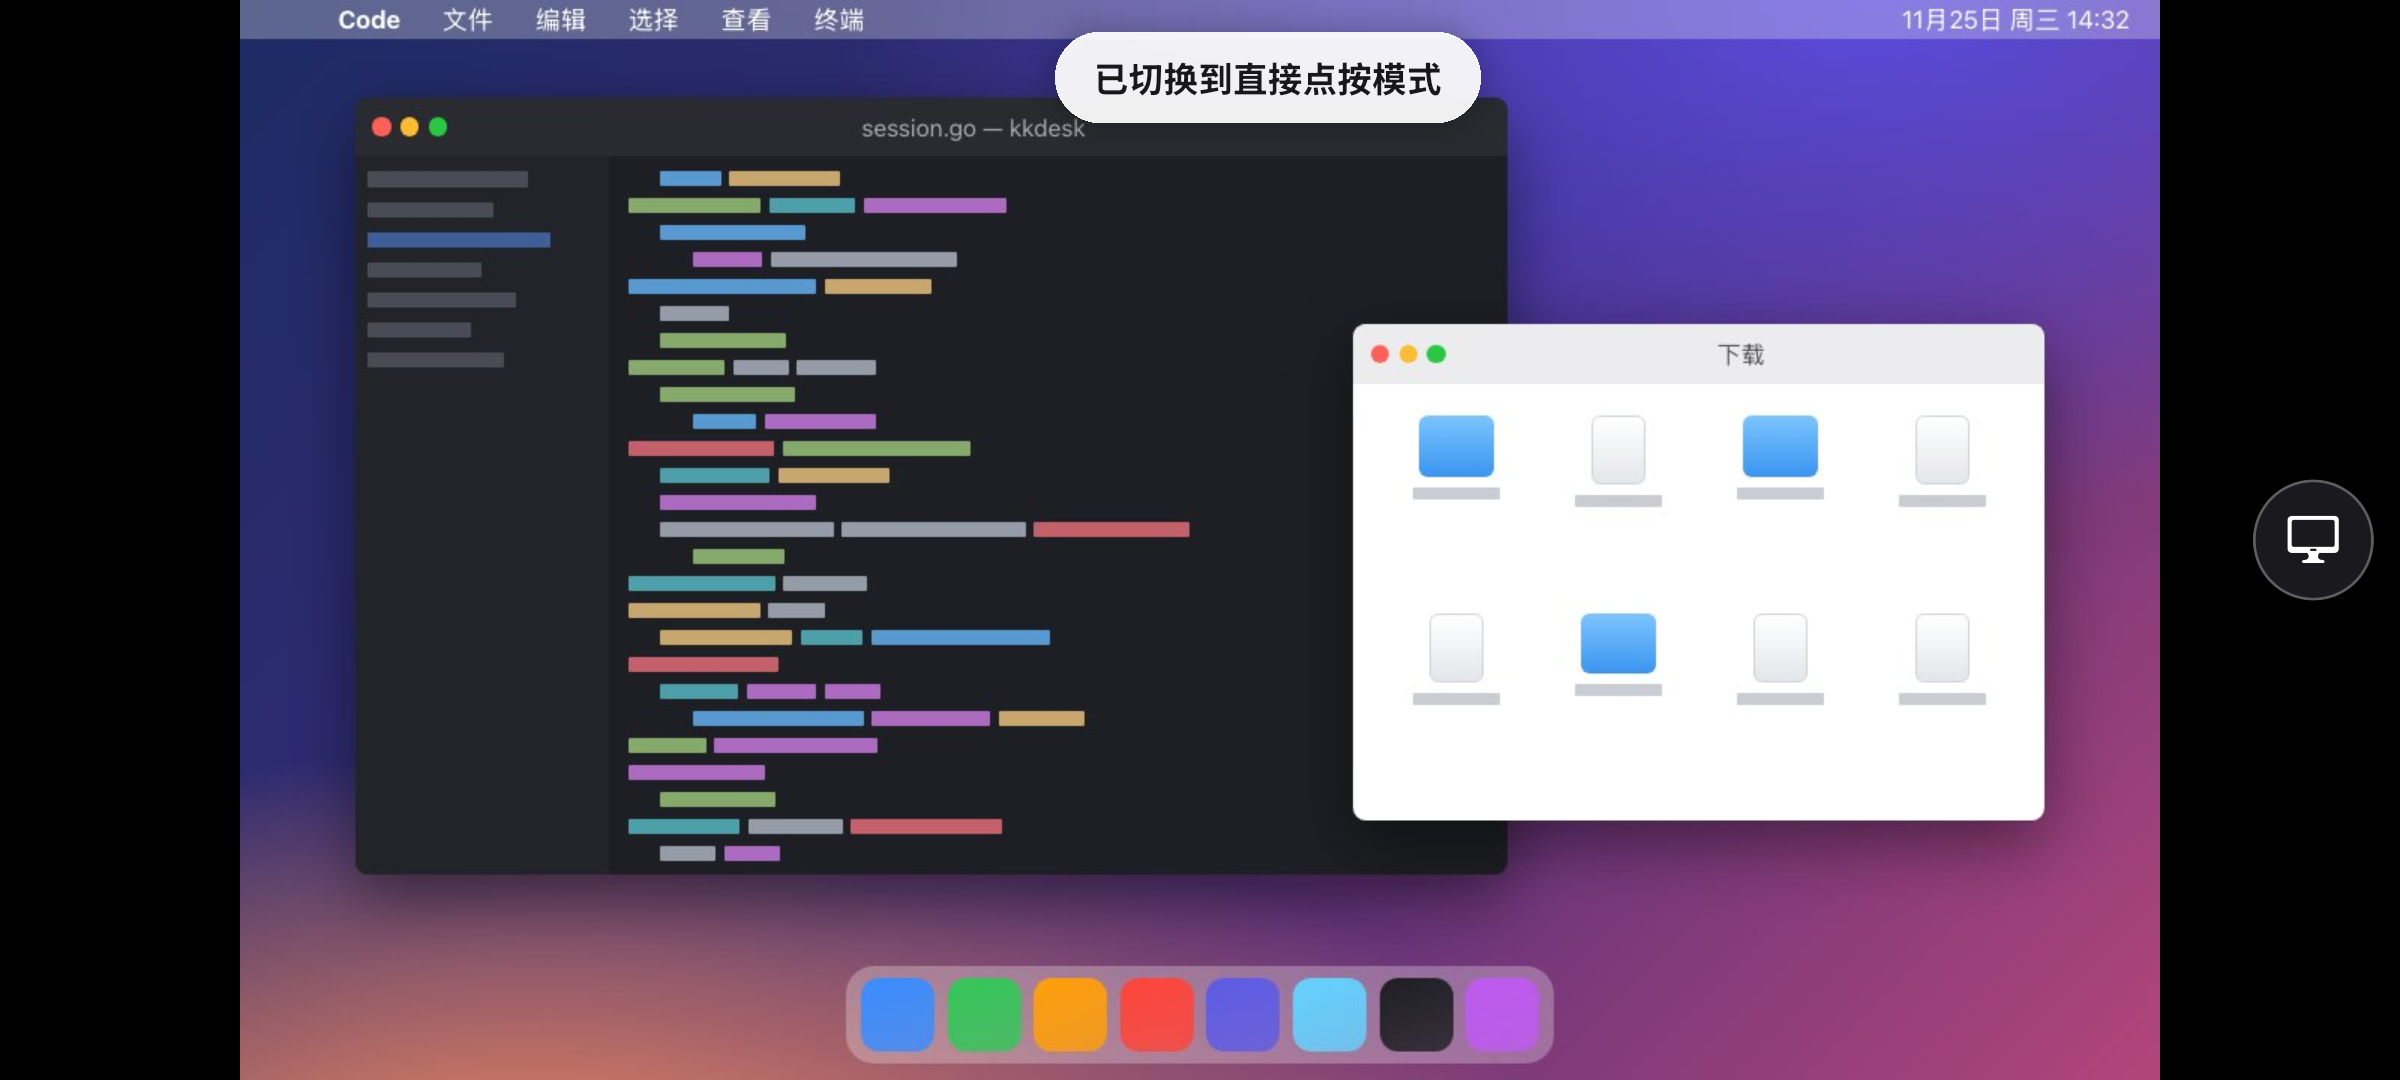 Code 文件 编辑 选择 查看 终端 11月25日 周三 14:32
已切换到直接点按模式
session.go — kkdesk
下载